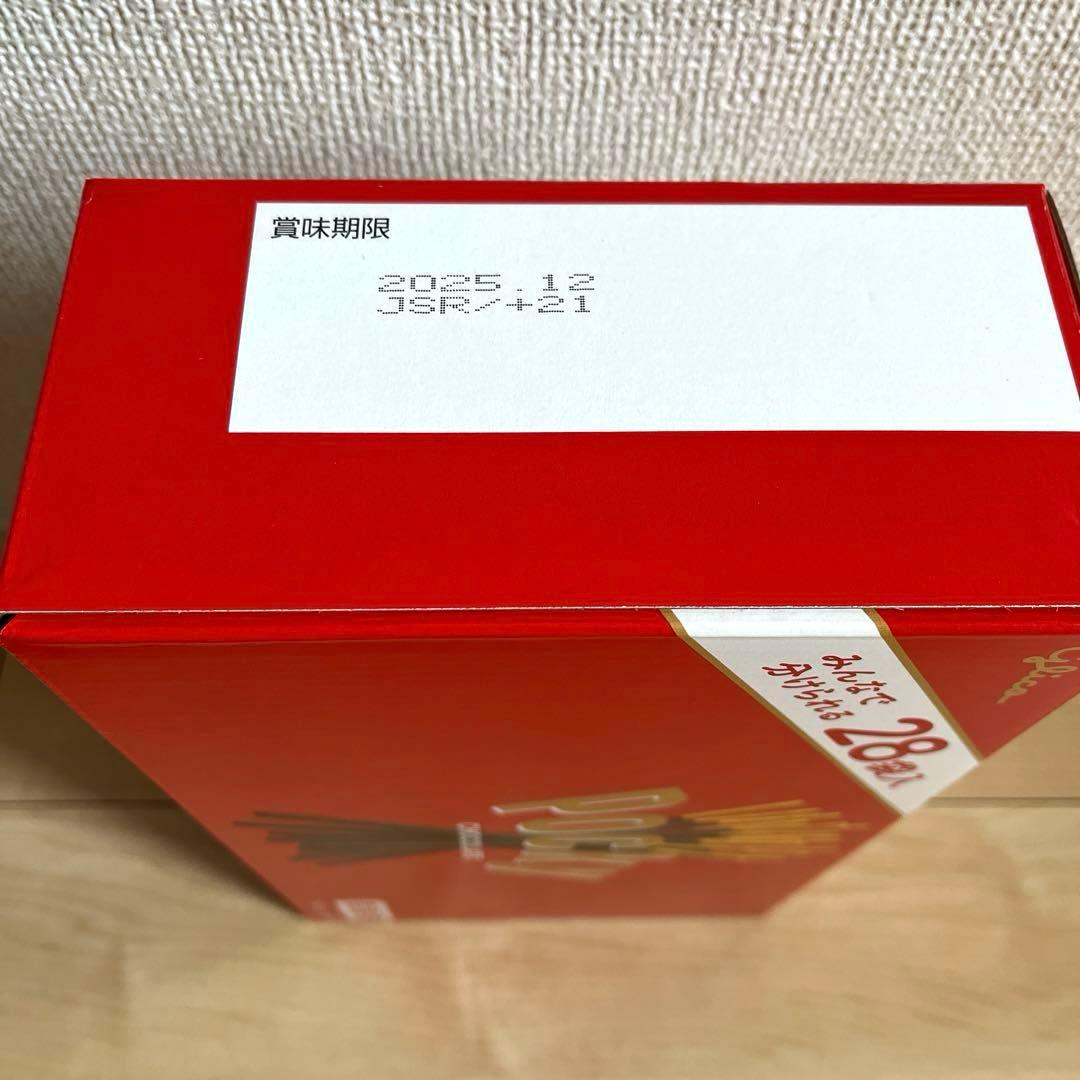 賞味期限
2025.12
JSR/+21
みんなで
分けられる
28袋入
Glico